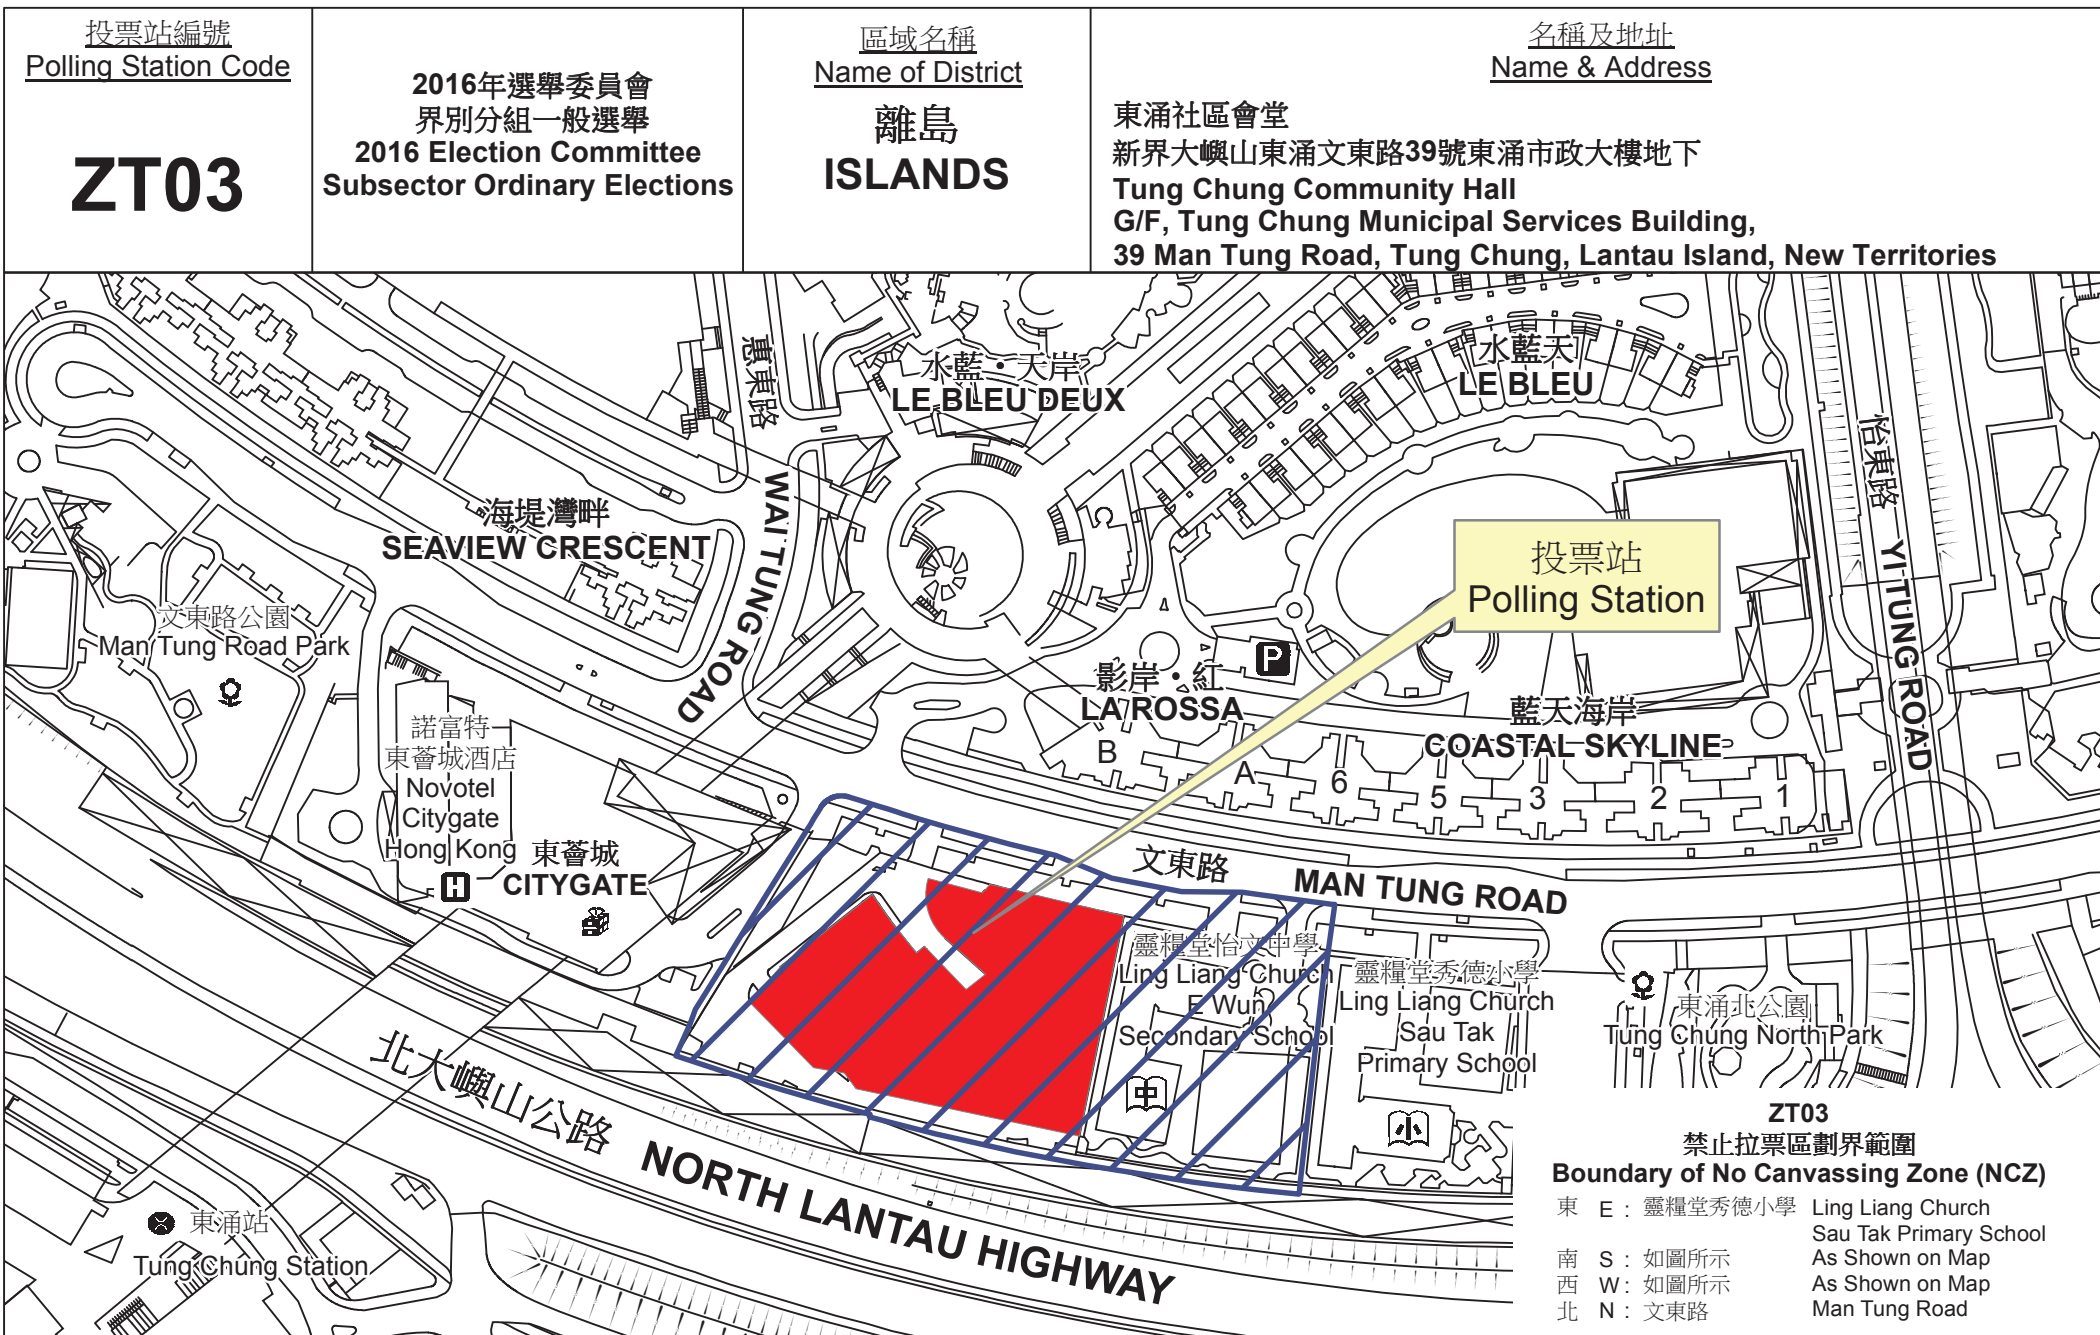 投票站編號
Polling Station Code
ZT03
2016年選舉委員會
界別分組一般選舉
2016 Election Committee
Subsector Ordinary Elections
區域名稱
Name of District
離島
ISLANDS
名稱及地址
Name & Address
東涌社區會堂
新界大嶼山東涌文東路39號東涌市政大樓地下
Tung Chung Community Hall
G/F, Tung Chung Municipal Services Building,
39 Man Tung Road, Tung Chung, Lantau Island, New Territories
惠東路
WAI TUNG ROAD
水藍・天岸
LE BLEU DEUX
水藍天
LE BLEU
怡東路
YI TUNG ROAD
海堤灣畔
SEAVIEW CRESCENT
投票站
Polling Station
文東路公園
Man Tung Road Park
影岸・紅
LA ROSSA
P
藍天海岸
COASTAL SKYLINE
B
A
6
5
3
2
1
諾富特
東薈城酒店
Novotel
Citygate
Hong Kong
H
東薈城
CITYGATE
文東路
MAN TUNG ROAD
靈糧堂怡文中學
Ling Liang Church
E Wun
Secondary School
中
靈糧堂秀德小學
Ling Liang Church
Sau Tak
Primary School
小
東涌北公園
Tung Chung North Park
北大嶼山公路
NORTH LANTAU HIGHWAY
東涌站
Tung Chung Station
ZT03
禁止拉票區劃界範圍
Boundary of No Canvassing Zone (NCZ)
東 E : 靈糧堂秀德小學 Ling Liang Church
Sau Tak Primary School
南 S : 如圖所示 As Shown on Map
西 W : 如圖所示 As Shown on Map
北 N : 文東路 Man Tung Road